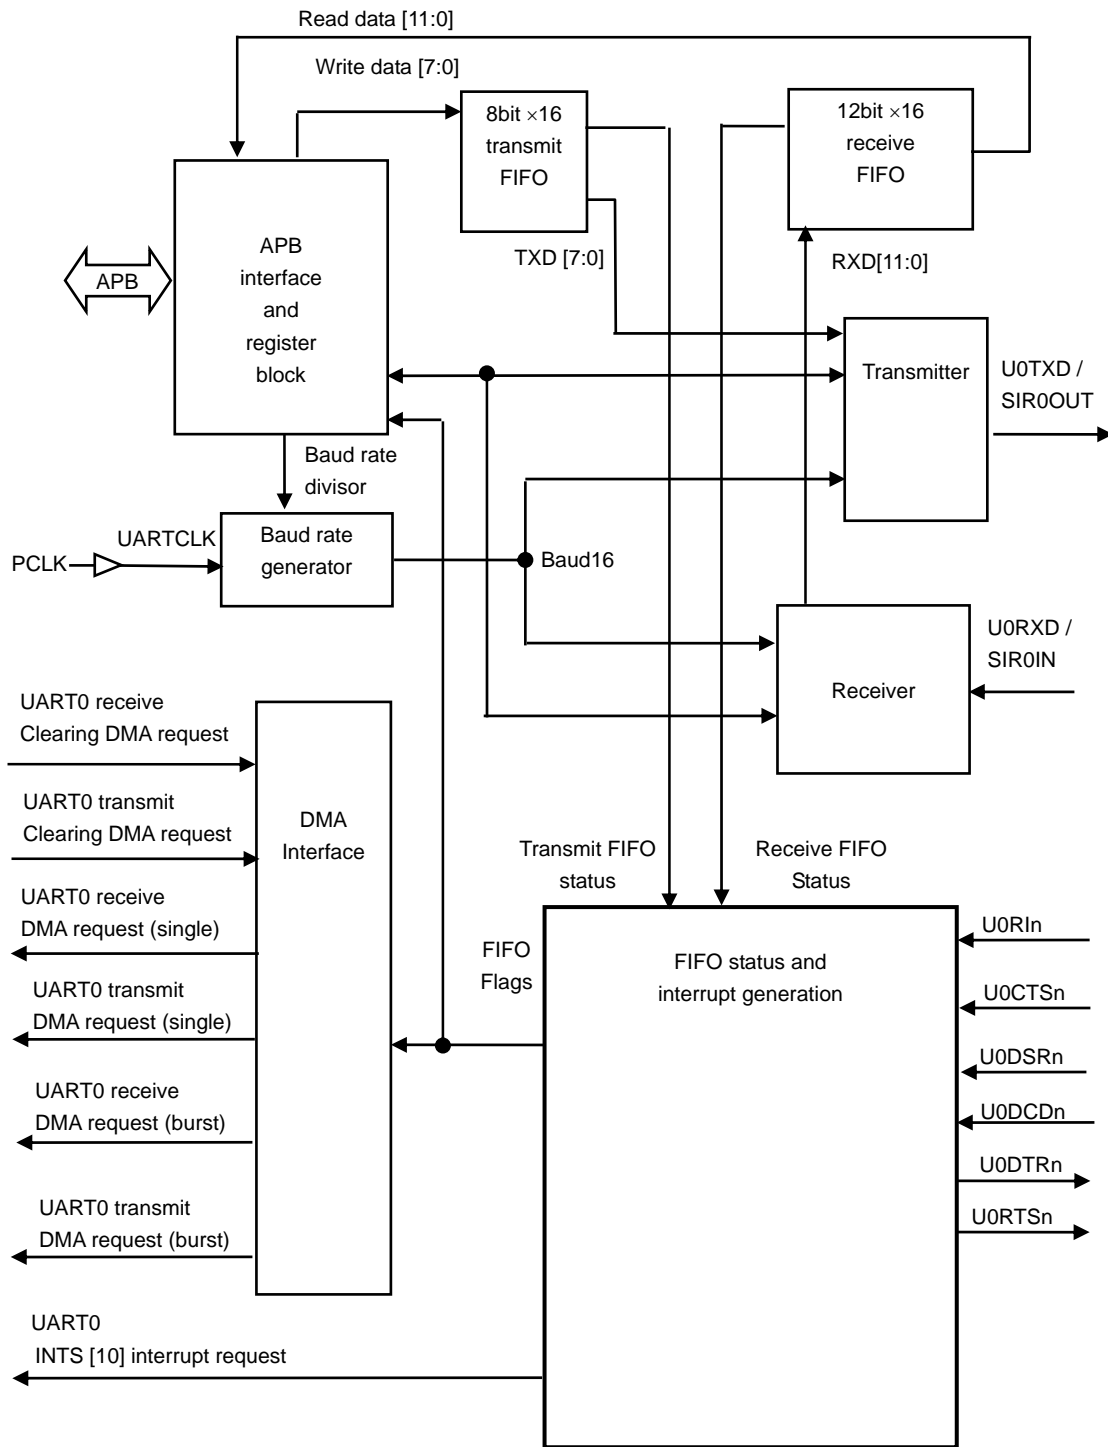 Read data [11:0]
Write data [7:0]
8bit ×16
transmit
FIFO
12bit ×16
receive
FIFO
TXD [7:0]
RXD[11:0]
APB
APB
interface
and
register
block
Transmitter
U0TXD /
SIR0OUT
Baud rate
divisor
UARTCLK
PCLK
Baud rate
generator
Baud16
U0RXD /
SIR0IN
Receiver
UART0 receive
Clearing DMA request
UART0 transmit
Clearing DMA request
DMA
Interface
UART0 receive
DMA request (single)
UART0 transmit
DMA request (single)
UART0 receive
DMA request (burst)
UART0 transmit
DMA request (burst)
Transmit FIFO
status
Receive FIFO
Status
FIFO
Flags
FIFO status and
interrupt generation
U0RIn
U0CTSn
U0DSRn
U0DCDn
U0DTRn
U0RTSn
UART0
INTS [10] interrupt request